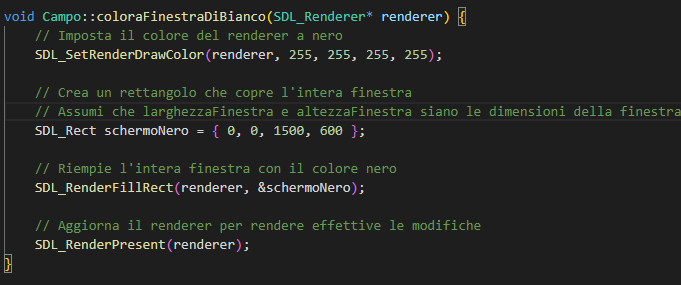 void Campo::coloraFinestraDiBianco(SDL_Renderer* renderer) {
// Imposta il colore del renderer a nero
SDL_SetRenderDrawColor(renderer, 255, 255, 255, 255);
// Crea un rettangolo che copre l'intera finestra
// Assumi che larghezzaFinestra e altezzaFinestra siano le dimensioni della finestra
SDL_Rect schermoNero = { 0, 0, 1500, 600 };
// Riempie l'intera finestra con il colore nero
SDL_RenderFillRect(renderer, &schermoNero);
// Aggiorna il renderer per rendere effettive le modifiche
SDL_RenderPresent(renderer);
}